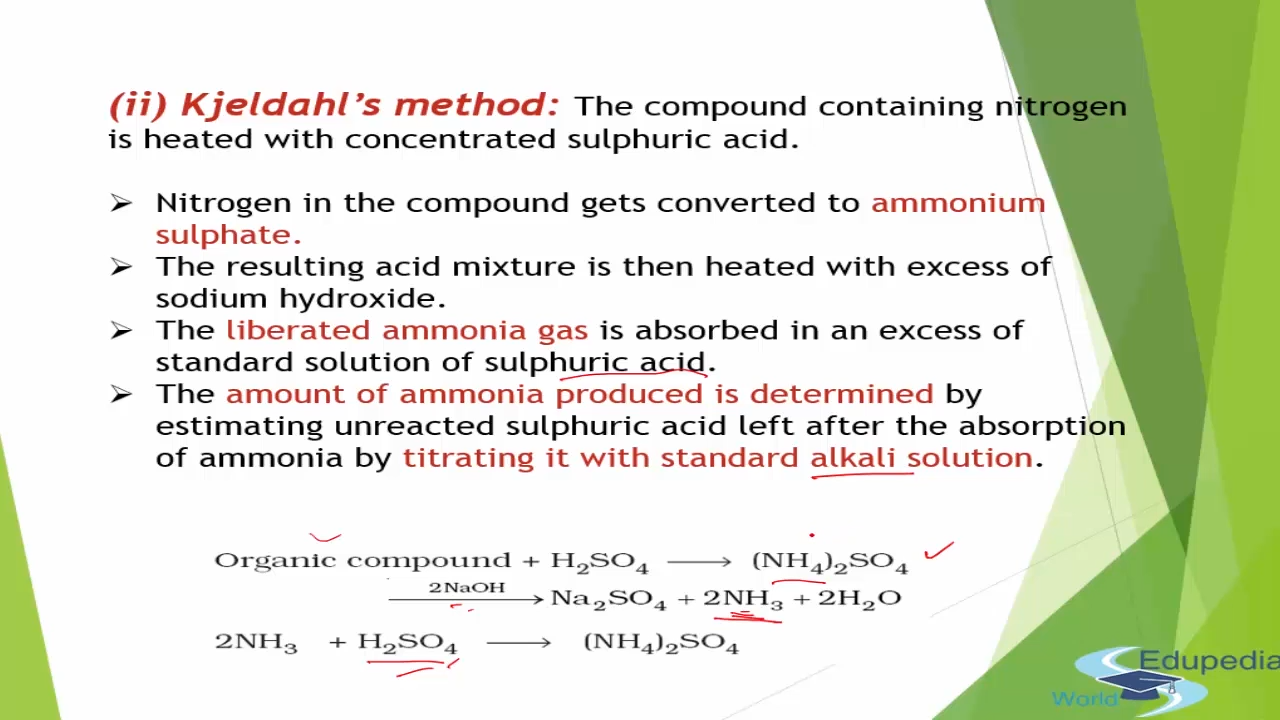 (ii) Kjeldahl’s method: The compound containing nitrogen
is heated with concentrated sulphuric acid.
➢ Nitrogen in the compound gets converted to ammonium
sulphate.
➢ The resulting acid mixture is then heated with excess of
sodium hydroxide.
➢ The liberated ammonia gas is absorbed in an excess of
standard solution of sulphuric acid.
➢ The amount of ammonia produced is determined by
estimating unreacted sulphuric acid left after the absorption
of ammonia by titrating it with standard alkali solution.
Organic compound + H₂SO₄ ⟶ (NH₄)₂SO₄
2NaOH
⟶ Na₂SO₄ + 2NH₃ + 2H₂O
2NH₃ + H₂SO₄ ⟶ (NH₄)₂SO₄
Edupedia
World